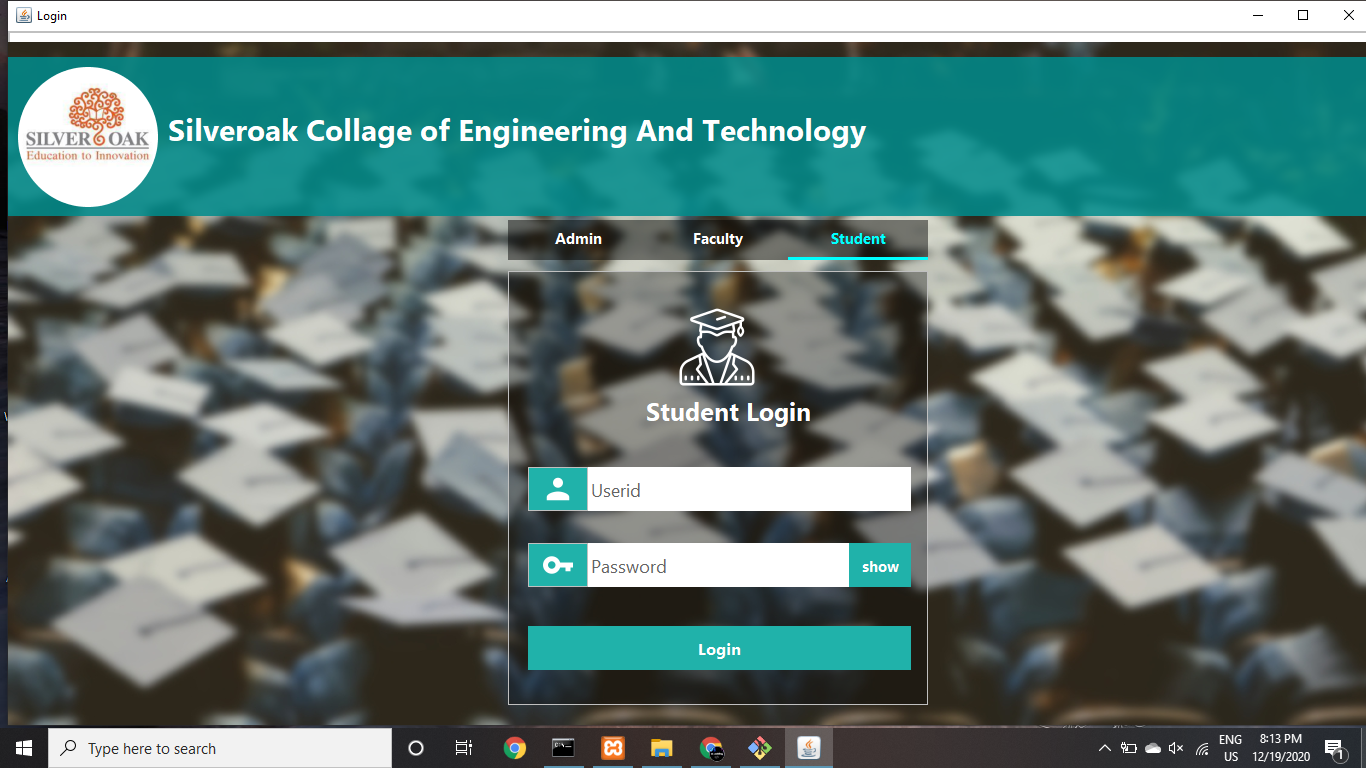 Login
SILVER OAK
Education to Innovation
Silveroak Collage of Engineering And Technology
Admin Faculty Student
Student Login
Userid
Password show
Login
Type here to search
ENG 8:13 PM
US 12/19/2020
1